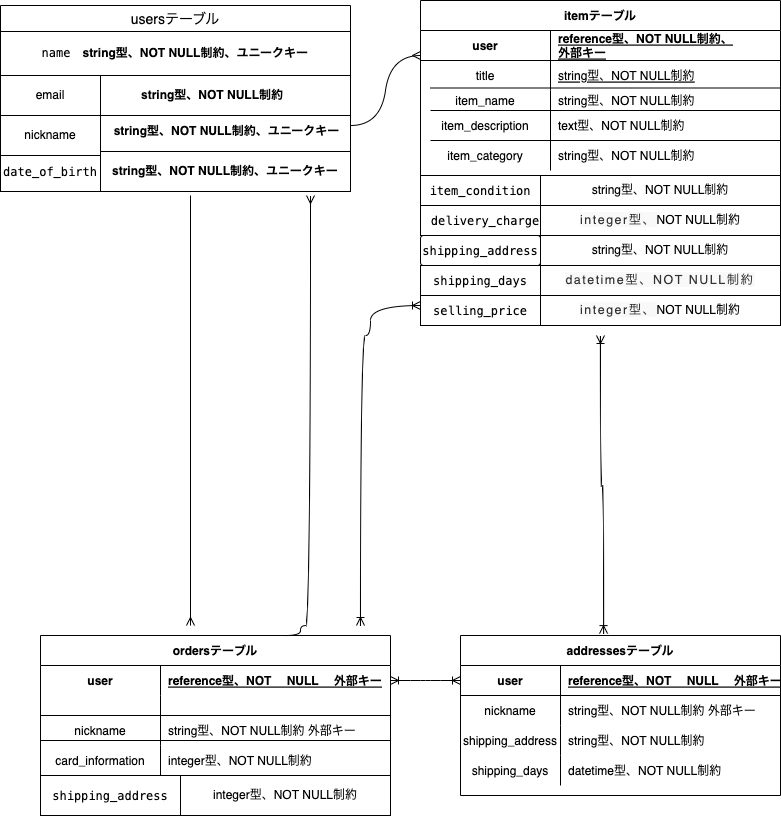 usersテーブル
name string型、NOT NULL制約、ユニークキー
email string型、NOT NULL制約
nickname string型、NOT NULL制約、ユニークキー
date_of_birth string型、NOT NULL制約、ユニークキー
itemテーブル
user reference型、NOT NULL制約、
外部キー
title string型、NOT NULL制約
item_name string型、NOT NULL制約
item_description text型、NOT NULL制約
item_category string型、NOT NULL制約
item_condition string型、NOT NULL制約
delivery_charge integer型、NOT NULL制約
shipping_address string型、NOT NULL制約
shipping_days datetime型、NOT NULL制約
selling_price integer型、NOT NULL制約
ordersテーブル
user reference型、NOT NULL 外部キー
nickname string型、NOT NULL制約 外部キー
card_information integer型、NOT NULL制約
shipping_address integer型、NOT NULL制約
addressesテーブル
user reference型、NOT NULL 外部キー
nickname string型、NOT NULL制約 外部キー
shipping_address string型、NOT NULL制約
shipping_days datetime型、NOT NULL制約